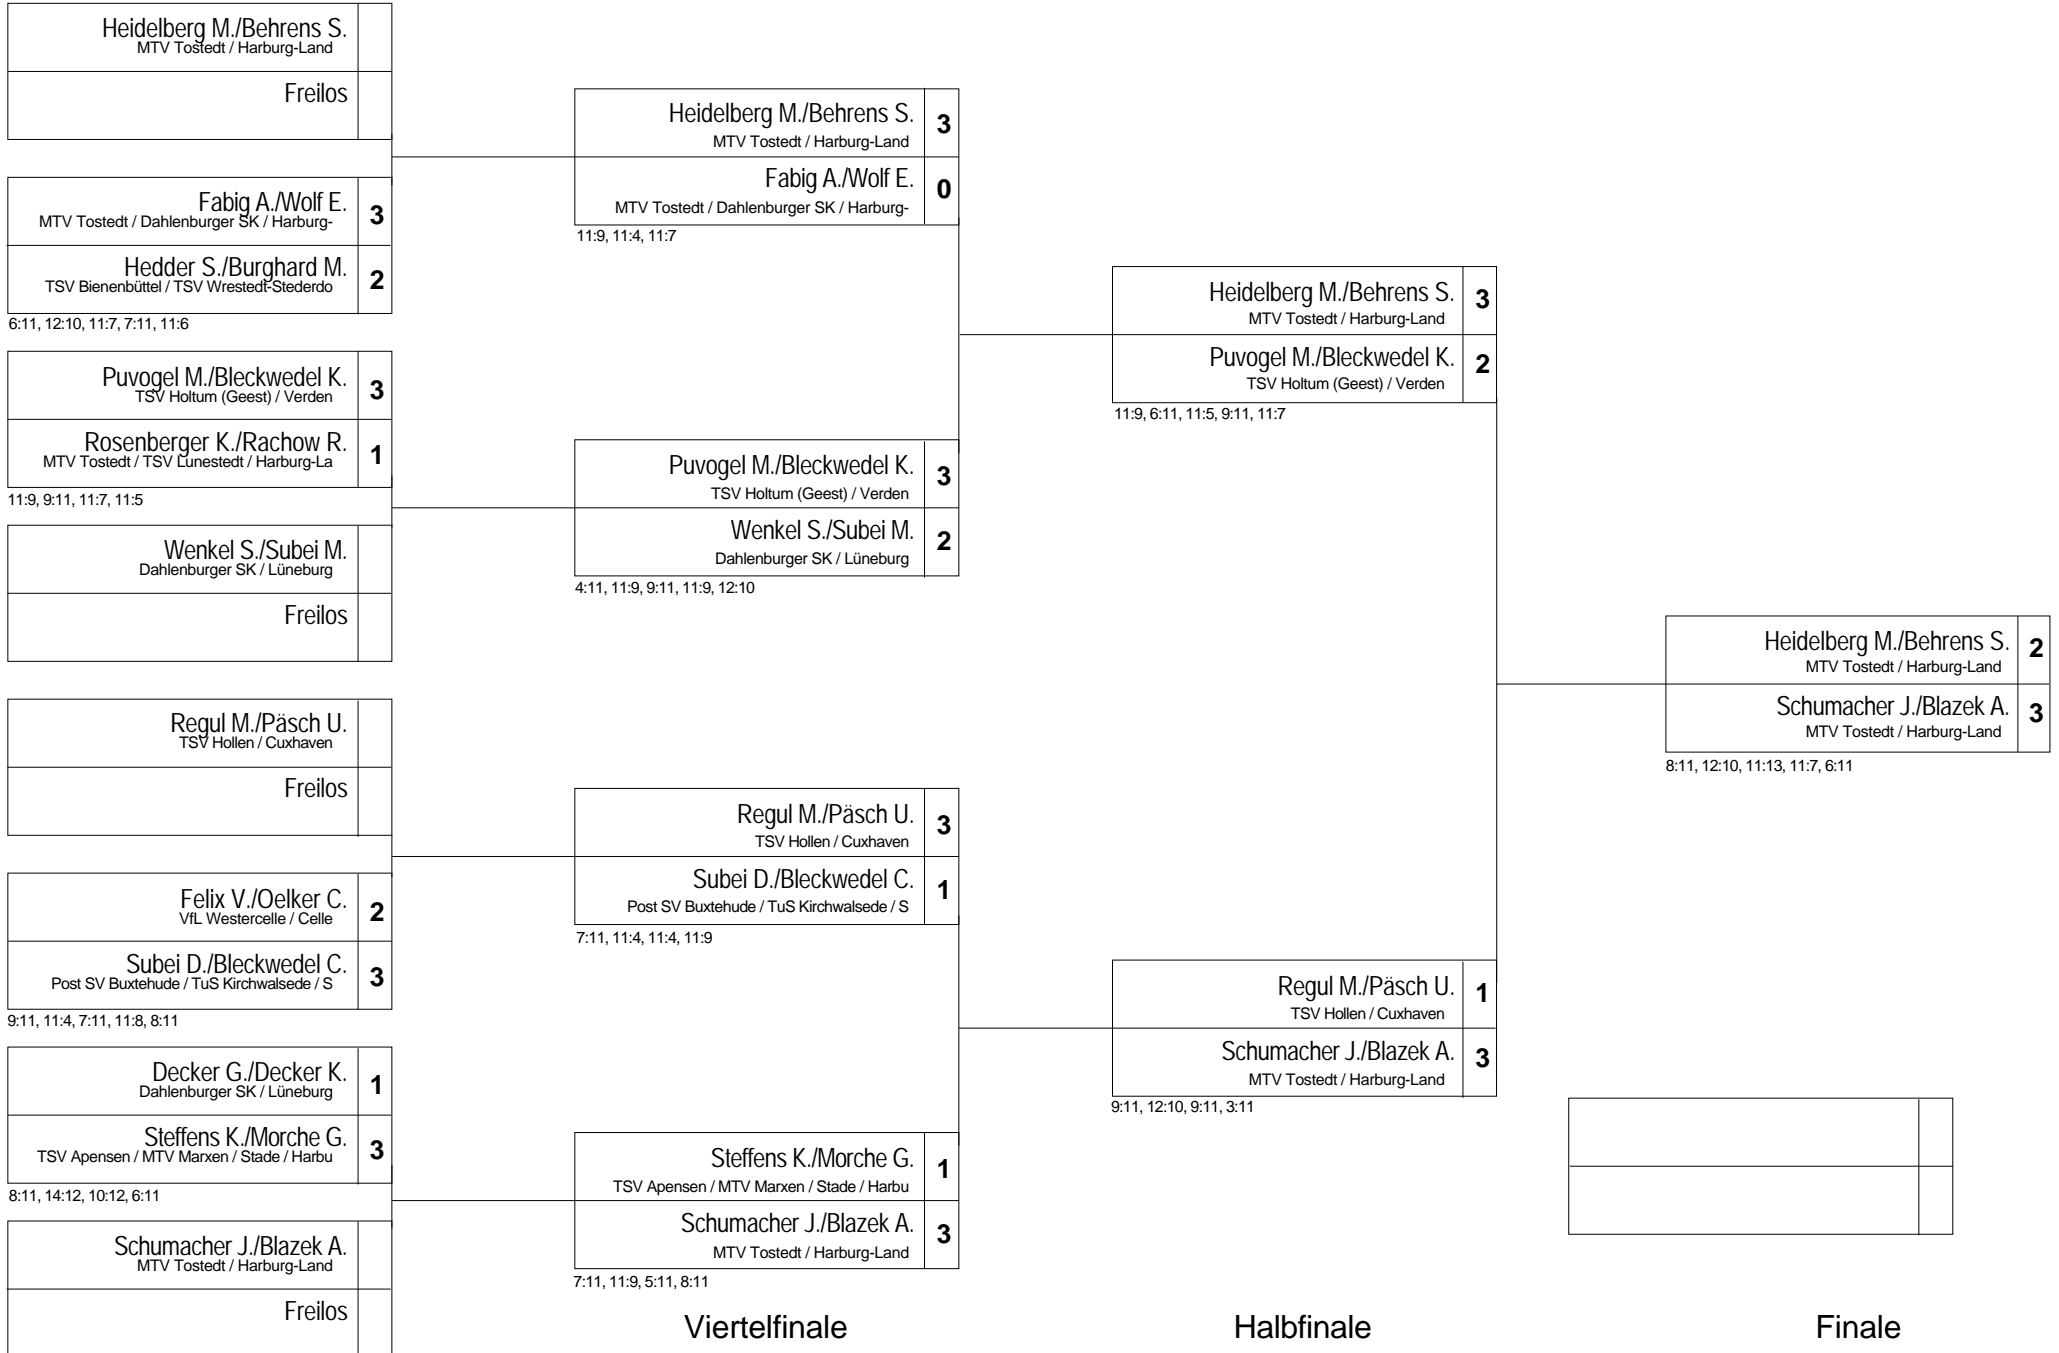 Heidelberg M./Behrens S.
MTV Tostedt / Harburg-Land
Freilos
Fabig A./Wolf E.
3
MTV Tostedt / Dahlenburger SK / Harburg-
Hedder S./Burghard M.
2
TSV Bienenbüttel / TSV Wrestedt-Stederdo
6:11, 12:10, 11:7, 7:11, 11:6
Puvogel M./Bleckwedel K.
3
TSV Holtum (Geest) / Verden
Rosenberger K./Rachow R.
1
MTV Tostedt / TSV Lunestedt / Harburg-La
11:9, 9:11, 11:7, 11:5
Wenkel S./Subei M.
Dahlenburger SK / Lüneburg
Freilos
Regul M./Päsch U.
TSV Hollen / Cuxhaven
Freilos
Felix V./Oelker C.
2
VfL Westercelle / Celle
Subei D./Bleckwedel C.
3
Post SV Buxtehude / TuS Kirchwalsede / S
9:11, 11:4, 7:11, 11:8, 8:11
Decker G./Decker K.
1
Dahlenburger SK / Lüneburg
Steffens K./Morche G.
3
TSV Apensen / MTV Marxen / Stade / Harbu
8:11, 14:12, 10:12, 6:11
Schumacher J./Blazek A.
MTV Tostedt / Harburg-Land
Freilos
Heidelberg M./Behrens S.
3
MTV Tostedt / Harburg-Land
Fabig A./Wolf E.
0
MTV Tostedt / Dahlenburger SK / Harburg-
11:9, 11:4, 11:7
Puvogel M./Bleckwedel K.
3
TSV Holtum (Geest) / Verden
Wenkel S./Subei M.
2
Dahlenburger SK / Lüneburg
4:11, 11:9, 9:11, 11:9, 12:10
Regul M./Päsch U.
3
TSV Hollen / Cuxhaven
Subei D./Bleckwedel C.
1
Post SV Buxtehude / TuS Kirchwalsede / S
7:11, 11:4, 11:4, 11:9
Steffens K./Morche G.
1
TSV Apensen / MTV Marxen / Stade / Harbu
Schumacher J./Blazek A.
3
MTV Tostedt / Harburg-Land
7:11, 11:9, 5:11, 8:11
Viertelfinale
Heidelberg M./Behrens S.
3
MTV Tostedt / Harburg-Land
Puvogel M./Bleckwedel K.
2
TSV Holtum (Geest) / Verden
11:9, 6:11, 11:5, 9:11, 11:7
Regul M./Päsch U.
1
TSV Hollen / Cuxhaven
Schumacher J./Blazek A.
3
MTV Tostedt / Harburg-Land
9:11, 12:10, 9:11, 3:11
Halbfinale
Heidelberg M./Behrens S.
2
MTV Tostedt / Harburg-Land
Schumacher J./Blazek A.
3
MTV Tostedt / Harburg-Land
8:11, 12:10, 11:13, 11:7, 6:11
Finale